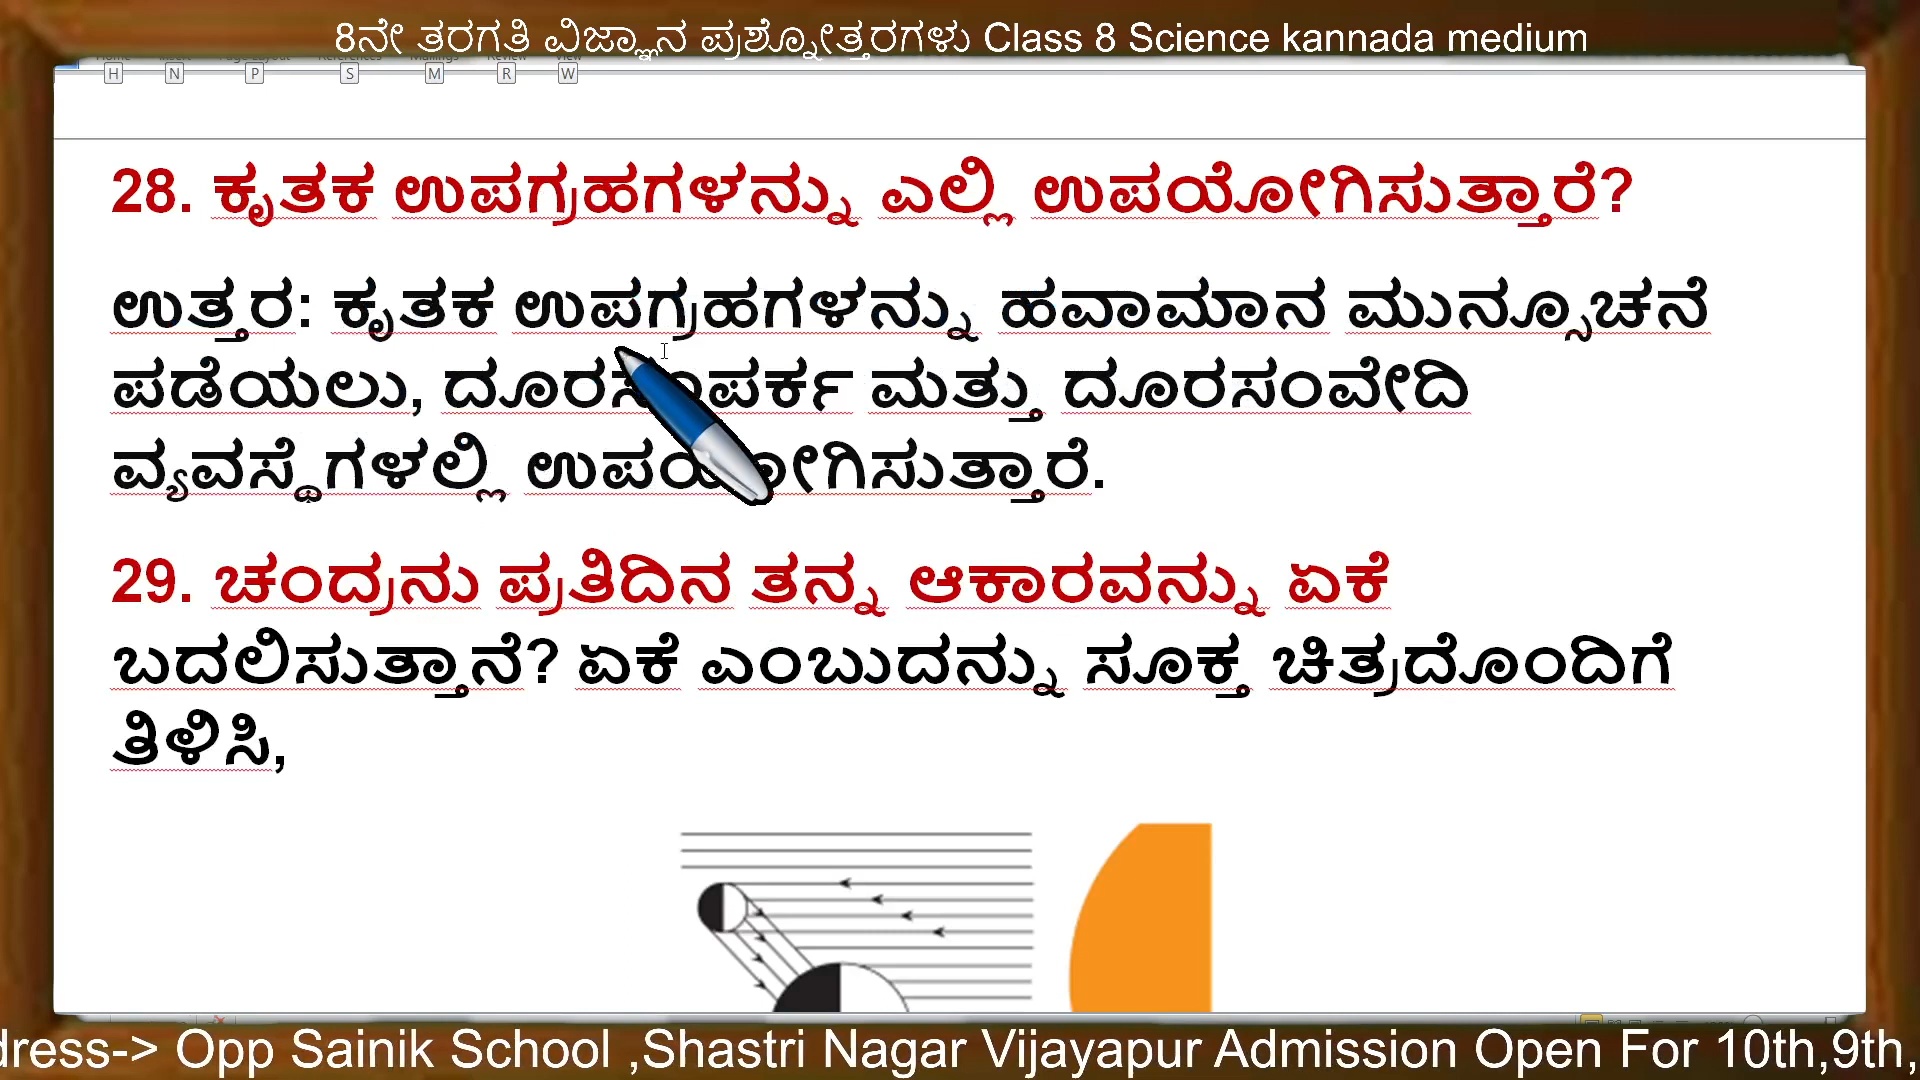 8ನೇ ತರಗತಿ ವಿಜ್ಞಾನ ಪ್ರಶ್ನೋತ್ತರಗಳು Class 8 Science kannada medium
H N P S M R W
28. ಕೃತಕ ಉಪಗ್ರಹಗಳನ್ನು ಎಲ್ಲಿ ಉಪಯೋಗಿಸುತ್ತಾರೆ?
ಉತ್ತರ: ಕೃತಕ ಉಪಗ್ರಹಗಳನ್ನು ಹವಾಮಾನ ಮುನ್ಸೂಚನೆ
ಪಡೆಯಲು, ದೂರಸಂಪರ್ಕ ಮತ್ತು ದೂರಸಂವೇದಿ
ವ್ಯವಸ್ಥೆಗಳಲ್ಲಿ ಉಪಯೋಗಿಸುತ್ತಾರೆ.
29. ಚಂದ್ರನು ಪ್ರತಿದಿನ ತನ್ನ ಆಕಾರವನ್ನು ಏಕೆ
ಬದಲಿಸುತ್ತಾನೆ? ಏಕೆ ಎಂಬುದನ್ನು ಸೂಕ್ತ ಚಿತ್ರದೊಂದಿಗೆ
ತಿಳಿಸಿ,
dress-> Opp Sainik School ,Shastri Nagar Vijayapur Admission Open For 10th,9th,